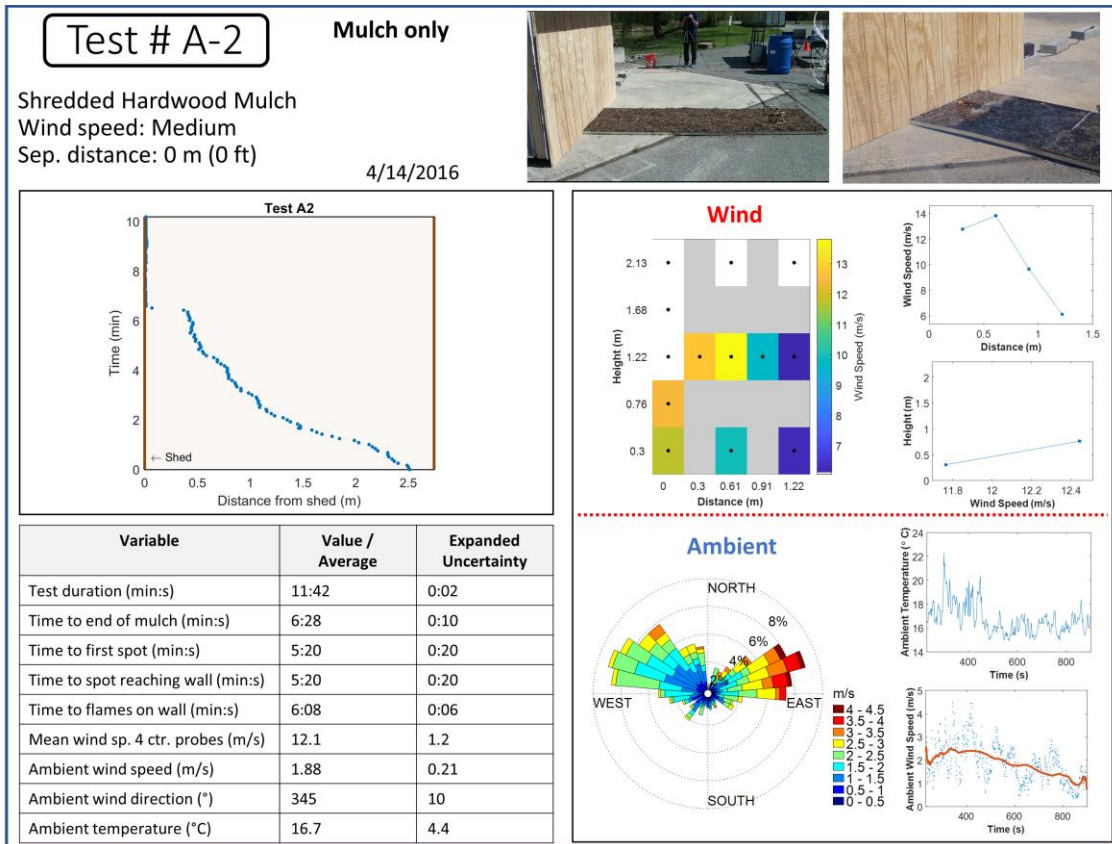 Test # A-2
Mulch only
Shredded Hardwood Mulch
Wind speed: Medium
Sep. distance: 0 m (0 ft)
4/14/2016
Test A2
10
8
6
4
2
0
Time (min)
← Shed
0 0.5 1 1.5 2 2.5
Distance from shed (m)
Variable Value / Average Expanded Uncertainty
Test duration (min:s) 11:42 0:02
Time to end of mulch (min:s) 6:28 0:10
Time to first spot (min:s) 5:20 0:20
Time to spot reaching wall (min:s) 5:20 0:20
Time to flames on wall (min:s) 6:08 0:06
Mean wind sp. 4 ctr. probes (m/s) 12.1 1.2
Ambient wind speed (m/s) 1.88 0.21
Ambient wind direction (°) 345 10
Ambient temperature (°C) 16.7 4.4
Wind
2.13
1.68
1.22
0.76
0.3
Height (m)
0 0.3 0.61 0.91 1.22
Distance (m)
13
12
11
10
9
8
7
Wind Speed (m/s)
14
12
10
8
6
Wind Speed (m/s)
0 0.5 1 1.5
Distance (m)
2
1.5
1
0.5
0
Height (m)
11.8 12 12.2 12.4
Wind Speed (m/s)
Ambient
NORTH
8%
6%
4%
2%
WEST
EAST
SOUTH
m/s
4 - 4.5
3.5 - 4
3 - 3.5
2.5 - 3
2 - 2.5
1.5 - 2
1 - 1.5
0.5 - 1
0 - 0.5
24
22
20
18
16
14
Ambient Temperature (° C)
400 600 800
Time (s)
5
4
3
2
1
0
Ambient Wind Speed (m/s)
400 600 800
Time (s)